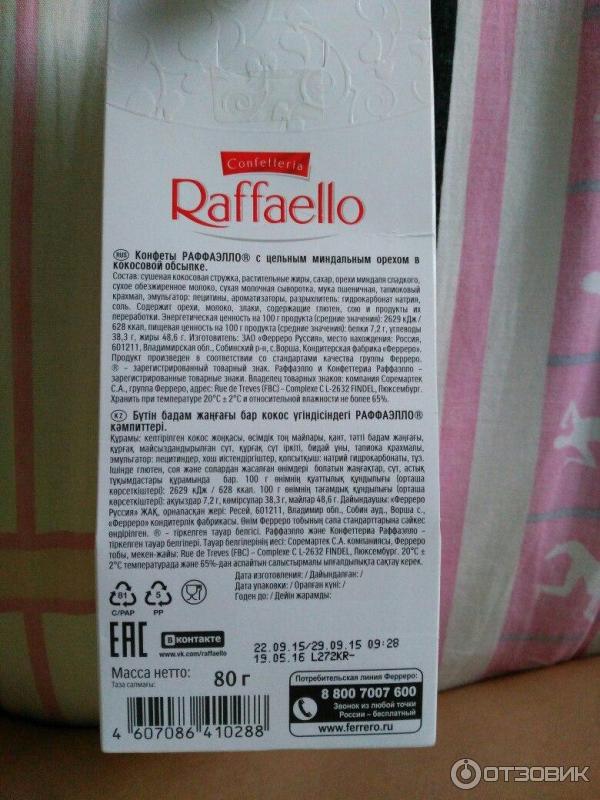 Confetteria
Raffaello
RUS Конфеты РАФФАЭЛЛО® с цельным миндальным орехом в
кокосовой обсыпке.
Состав: сушеная кокосовая стружка, растительные жиры, сахар, орехи миндаля сладкого,
сухое обезжиренное молоко, сухая молочная сыворотка, мука пшеничная, тапиоковый
крахмал, эмульгатор: лецитины, ароматизаторы, разрыхлитель: гидрокарбонат натрия,
соль. Содержит орехи, молоко, злаки, содержащие глютен, сою и продукты их
переработки. Энергетическая ценность на 100 г продукта (средние значения): 2629 кДж /
628 ккал, пищевая ценность на 100 г продукта (средние значения): белки 7,2 г, углеводы
38,3 г, жиры 48,6 г. Изготовитель: ЗАО «Ферреро Руссия», место нахождения: Россия,
601211, Владимирская обл., Собинский р-н, с.Ворша, Кондитерская фабрика «Ферреро».
Продукт произведен в соответствии со стандартами качества группы Ферреро.
® – зарегистрированный товарный знак. Раффаэлло и Конфеттериа Раффаэлло
– зарегистрированные товарные знаки. Владелец товарных знаков: компания Соремартек
С.А., группа Ферреро, адрес: Rue de Treves (FBC) – Complexe C L-2632 FINDEL, Люксембург.
Хранить при температуре 20°С ± 2°С и относительной влажности не более 65%.
KZ Бүтін бадам жаңғағы бар кокос үгіндісіндегі РАФФАЭЛЛО®
кәмпиттері.
Құрамы: кептірілген кокос жоңқасы, өсімдік тоң майлары, қант, тәтті бадам жаңғағы,
құрғақ майсыздандырылған сүт, құрғақ сүт іркіті, бидай ұны, тапиока крахмалы,
эмульгатор: лецитиндер, хош иістендіргіштер, қопсытқыш: натрий гидрокарбонаты, тұз.
Ішінде глютен, соя және солардан жасалған өнімдері болатын жаңғақтар, сүт, астық
тұқымдастары құрамында бар. 100 г өнімнің қуаттылық құндылығы (орташа
көрсеткіштері): 2629 кДж / 628 ккал. 100 г өнімнің тағамдық құндылығы (орташа
көрсеткіштері): ақуыздар 7,2 г, көмірсулар 38,3 г, майлар 48,6 г. Дайындаушы: «Ферреро
Руссия» ЖАҚ, орналасқан жері: Ресей, 601211, Владимир обл., Собин ауд., Ворша с.,
«Ферреро» кондитерлік фабрикасы. Өнім Ферреро тобының сапа стандарттарына сәйкес
өндірілген. ® – тіркелген тауар белгісі. Раффаэлло және Конфеттериа Раффаэлло –
тіркелген тауар белгілері. Тауар белгілерінің иесі: Соремартек С.А. компаниясы, Ферреро
тобы, мекен-жайы: Rue de Treves (FBC) – Complexe C L-2632 FINDEL, Люксембург. 20°С ±
2°С температурада және 65%-дан аспайтын салыстырмалы ылғалдылықта сақтау керек.
Дата изготовления: / Дайындалған: /
Дата упаковки: / Оралған күні: /
Годен до: / Дейін жарамды:
81
C/PAP
5
PP
EAC
В контакте
www.vk.com/raffaello
22.09.15/29.09.15 09:28
19.05.16 L272KR-
Масса нетто:
Таза салмағы:
80 г
Потребительская линия Ферреро:
8 800 7007 600
Звонок из любой точки
России – бесплатный
www.ferrero.ru
4 607086 410288
ОТЗОВИК